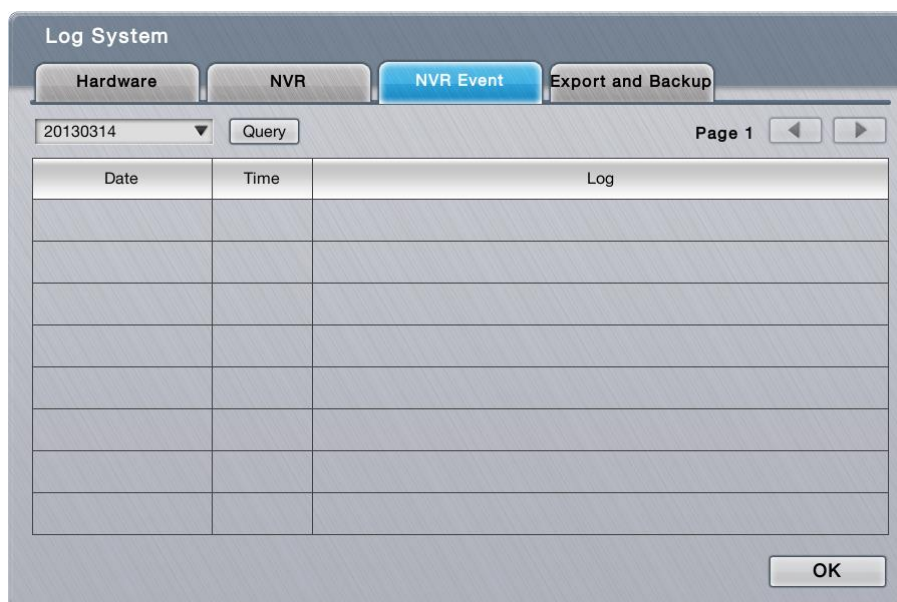 Log System
Hardware NVR NVR Event Export and Backup
20130314 Query Page 1
Date Time Log
OK